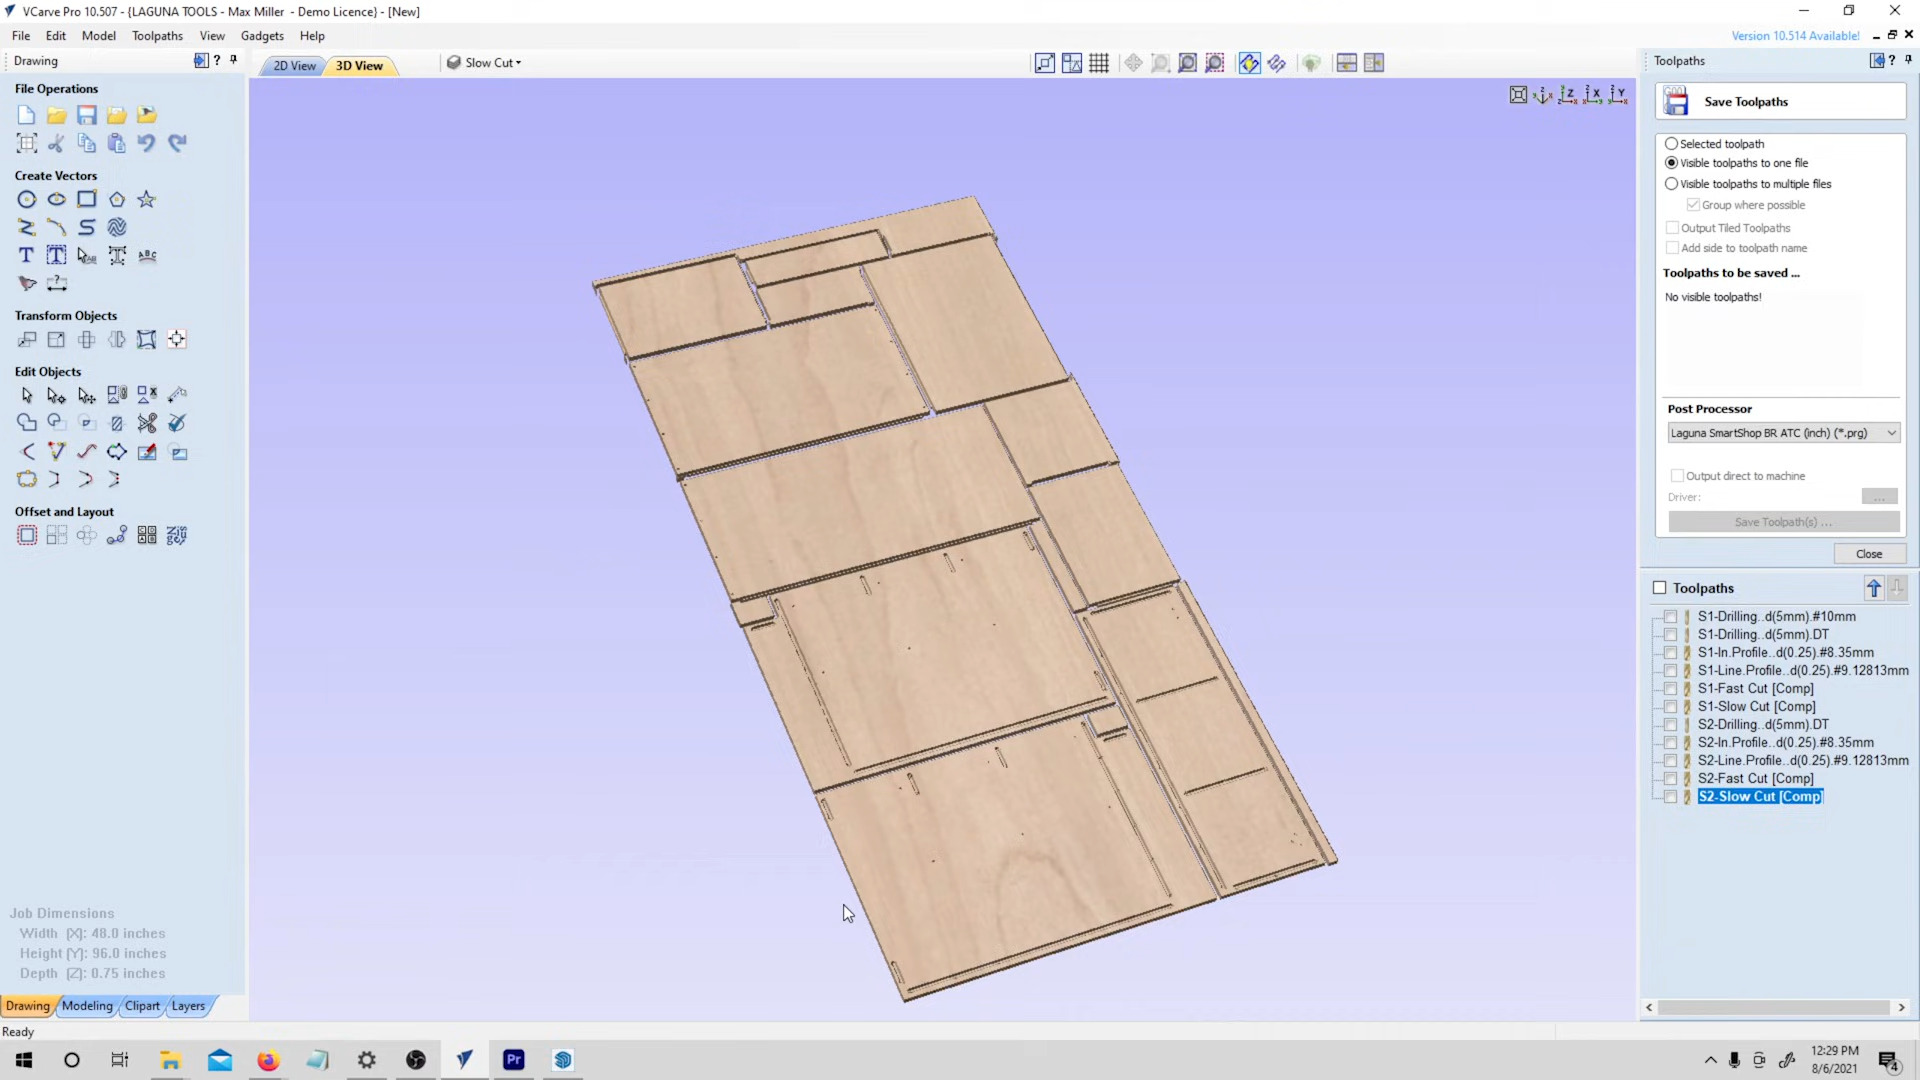 VCarve Pro 10.507 - {LAGUNA TOOLS - Max Miller - Demo Licence} - [New]
File Edit Model Toolpaths View Gadgets Help
Version 10.514 Available!
Drawing
?
2D View 3D View
Slow Cut
Z X Y
File Operations
Create Vectors
T T ABC
Transform Objects
Edit Objects
Offset and Layout
Job Dimensions
Width (X): 48.0 inches
Height (Y): 96.0 inches
Depth (Z): 0.75 inches
Drawing Modeling Clipart Layers
Ready
Toolpaths
?
Save Toolpaths
Selected toolpath
Visible toolpaths to one file
Visible toolpaths to multiple files
Group where possible
Output Tiled Toolpaths
Add side to toolpath name
Toolpaths to be saved ...
No visible toolpaths!
Post Processor
Laguna SmartShop BR ATC (inch) (*.prg)
Output direct to machine
Driver:
...
Save Toolpath(s) ...
Close
Toolpaths
S1-Drilling..d(5mm).#10mm
S1-Drilling..d(5mm).DT
S1-In.Profile..d(0.25).#8.35mm
S1-Line.Profile..d(0.25).#9.12813mm
S1-Fast Cut [Comp]
S1-Slow Cut [Comp]
S2-Drilling..d(5mm).DT
S2-In.Profile..d(0.25).#8.35mm
S2-Line.Profile..d(0.25).#9.12813mm
S2-Fast Cut [Comp]
S2-Slow Cut [Comp]
Pr
12:29 PM
8/6/2021
4